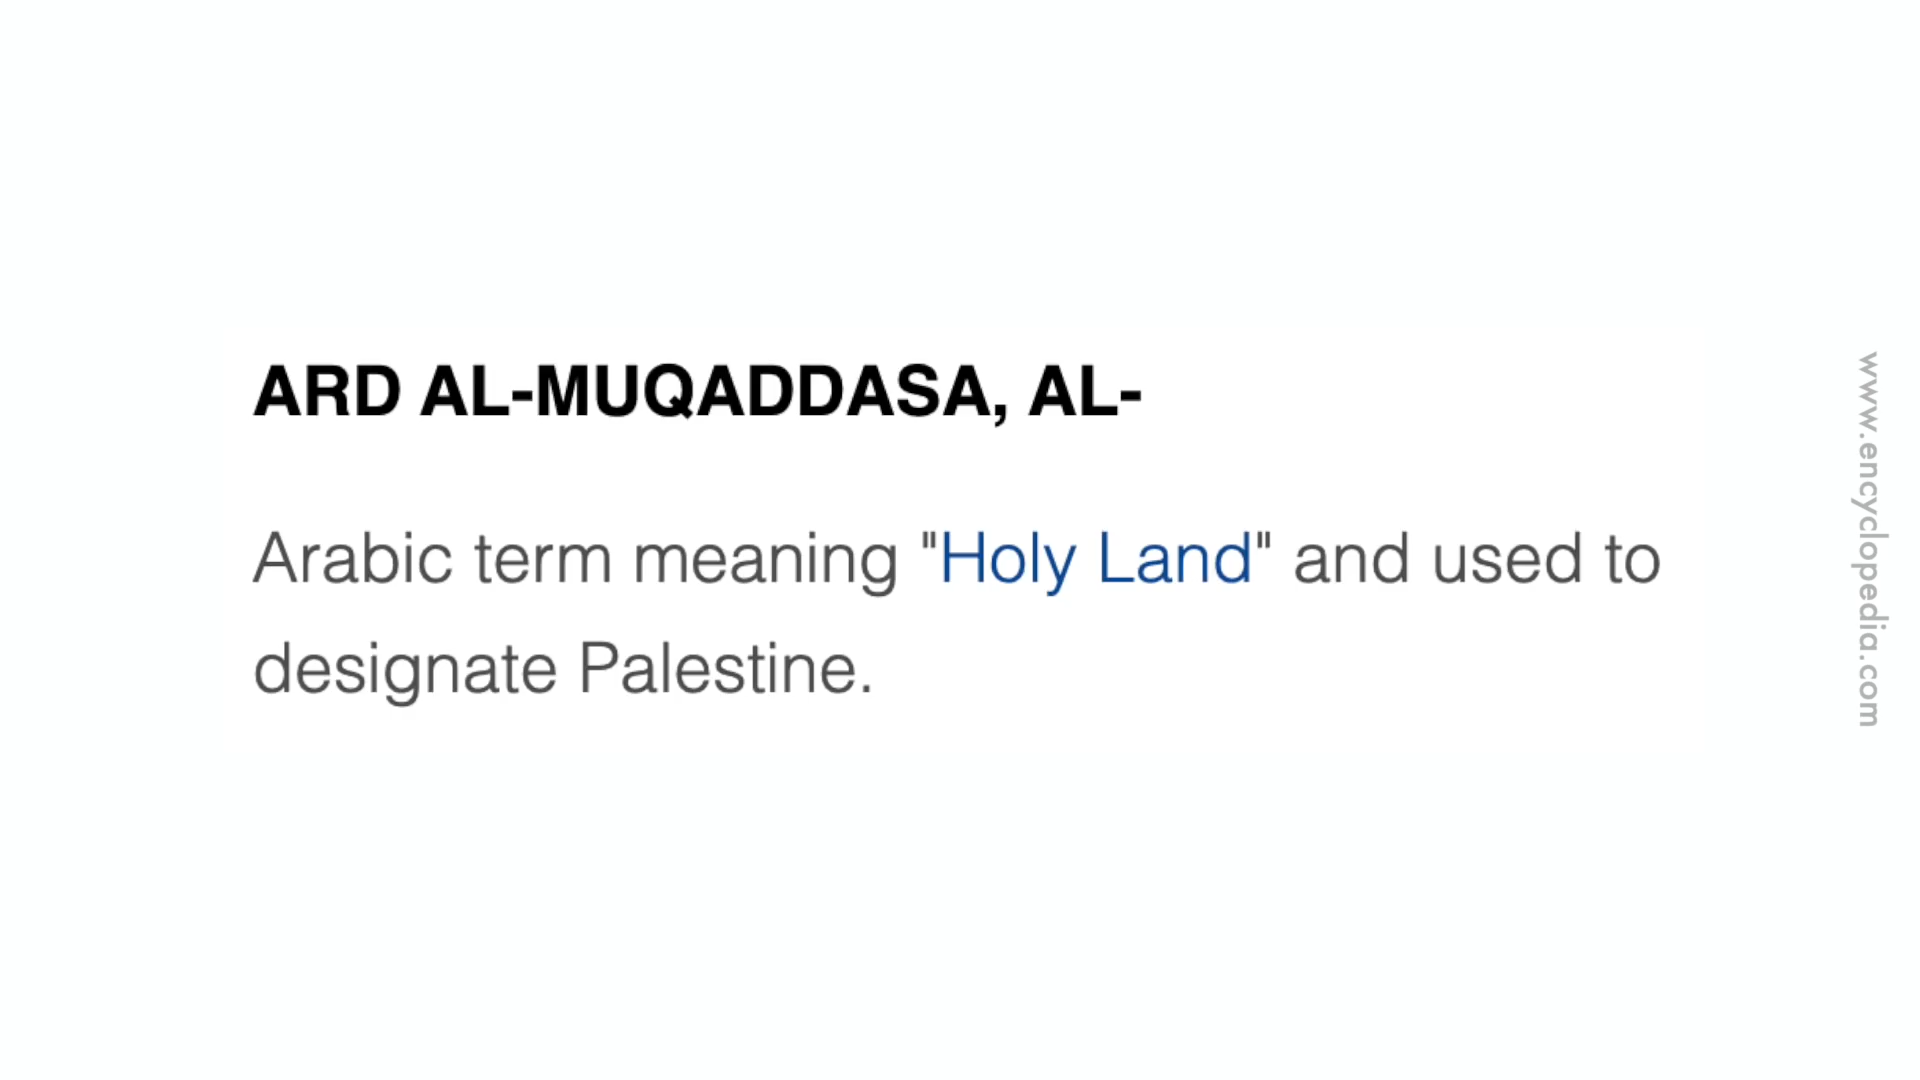 ARD AL-MUQADDASA, AL-
Arabic term meaning "Holy Land" and used to
designate Palestine.
www.encyclopedia.com